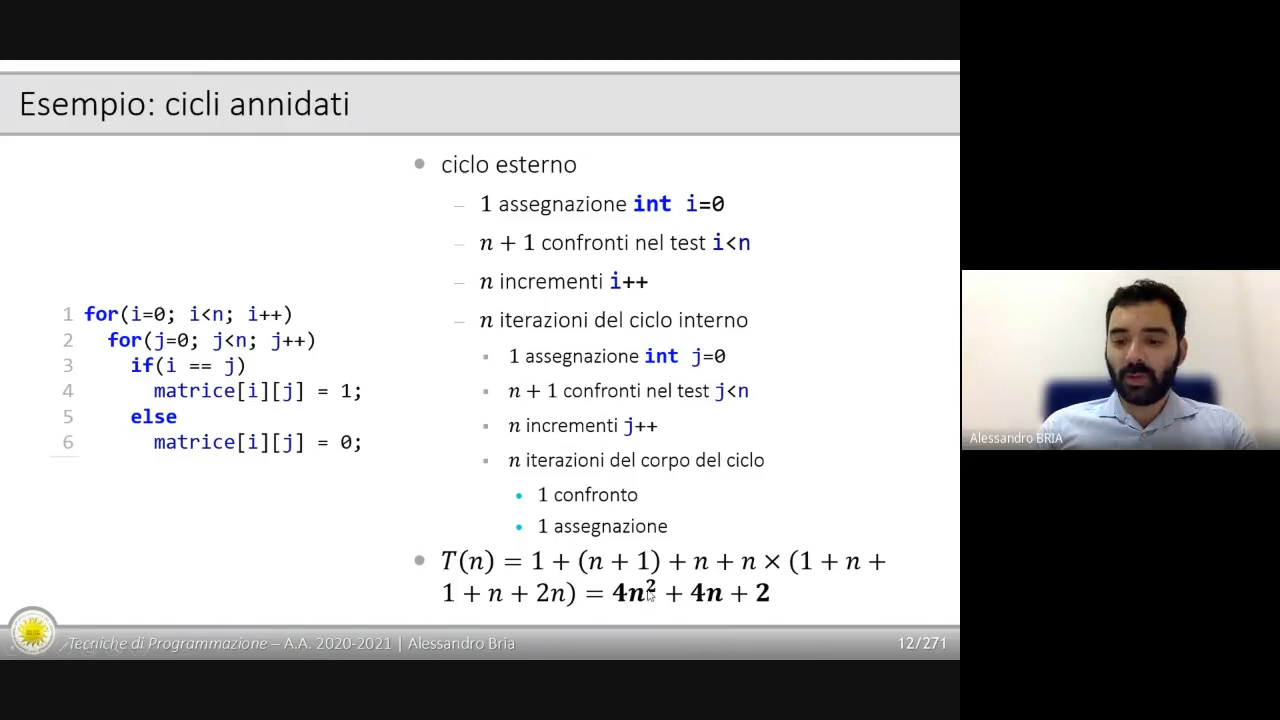 Esempio: cicli annidati
1 for(i=0; i<n; i++)
2 for(j=0; j<n; j++)
3 if(i == j)
4 matrice[i][j] = 1;
5 else
6 matrice[i][j] = 0;
• ciclo esterno
– 1 assegnazione int i=0
– n + 1 confronti nel test i<n
– n incrementi i++
– n iterazioni del ciclo interno
▪ 1 assegnazione int j=0
▪ n + 1 confronti nel test j<n
▪ n incrementi j++
▪ n iterazioni del corpo del ciclo
• 1 confronto
• 1 assegnazione
• T(n) = 1 + (n + 1) + n + n × (1 + n +
1 + n + 2n) = 4n² + 4n + 2
Tecniche di Programmazione – A.A. 2020-2021 | Alessandro Bria
12/271
Alessandro BRIA